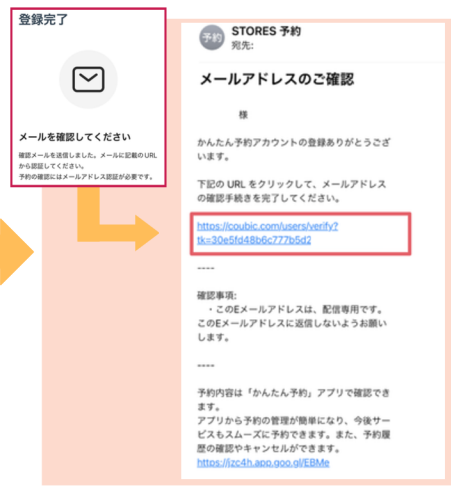 登録完了
メールを確認してください
確認メールを送信しました。メールに記載のURL
から認証してください。
予約の確認にはメールアドレス認証が必要です。
予約
STORES 予約
宛先:
メールアドレスのご確認
様
かんたん予約アカウントの登録ありがとうござ
います。
下記の URL をクリックして、メールアドレス
の確認手続きを完了してください。
https://coubic.com/users/verify?
tk=30e5fd48b6c777b5d2
----
確認事項:
・このEメールアドレスは、配信専用です。
このEメールアドレスに返信しないようお願い
します。
----
予約内容は「かんたん予約」アプリで確認でき
ます。
アプリから予約の管理が簡単になり、今後サー
ビスもスムーズに予約できます。また、予約履
歴の確認やキャンセルができます。
https://izc4h.app.goo.gl/EBMe